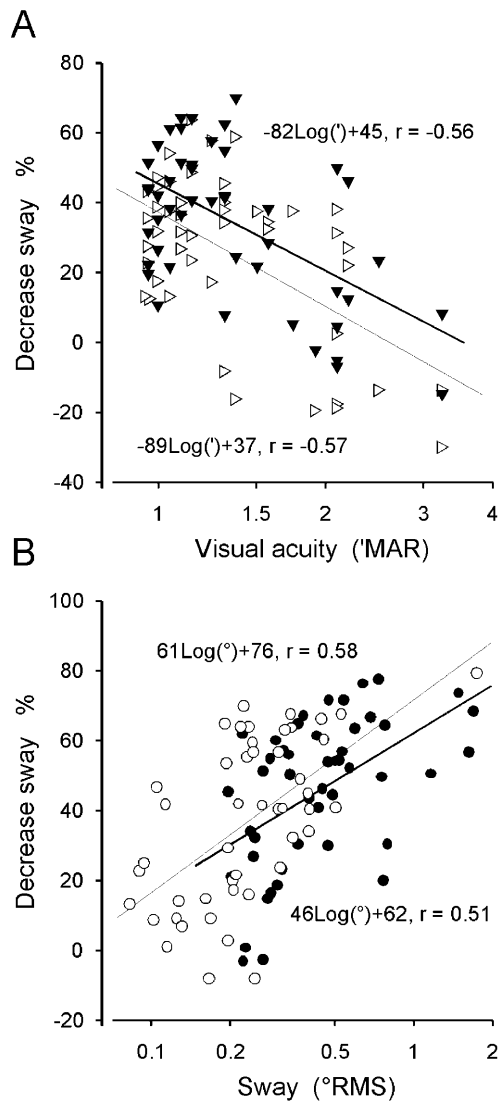 A
80
60
40
20
0
-20
-40
Decrease sway %
-82Log(')+45, r = -0.56
-89Log(')+37, r = -0.57
1 1.5 2 3 4
Visual acuity ('MAR)
B
100
80
60
40
20
0
-20
Decrease sway %
61Log(°)+76, r = 0.58
46Log(°)+62, r = 0.51
0.1 0.2 0.5 1 2
Sway (°RMS)